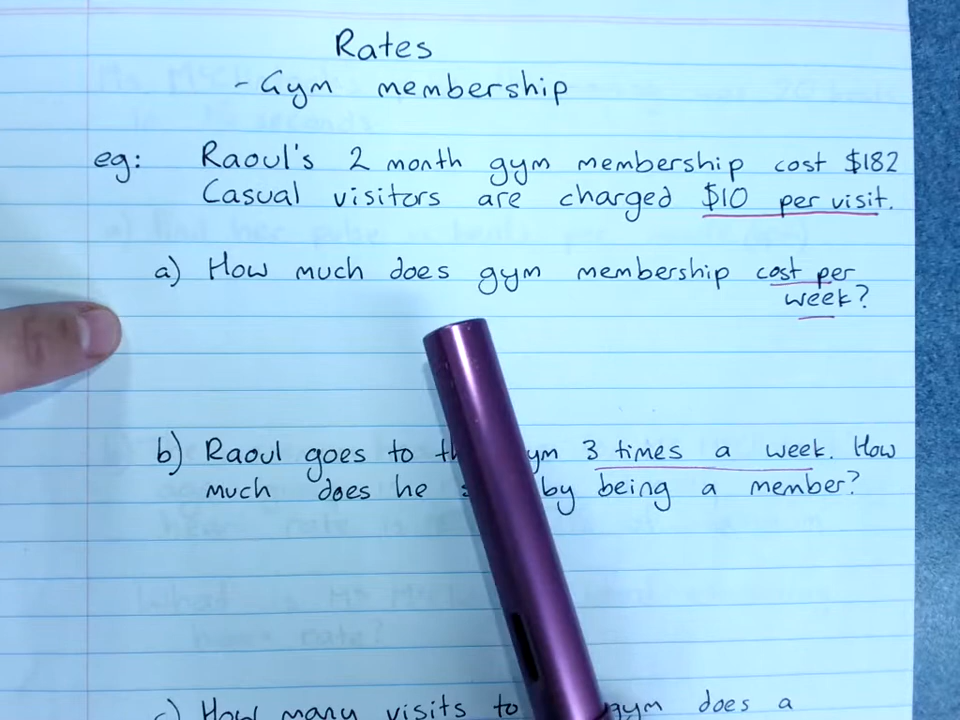 Rates
- Gym membership
eg: Raoul's 2 month gym membership cost $182
Casual visitors are charged $10 per visit.
a) How much does gym membership cost per
week?
b) Raoul goes to ym 3 times a week. How
much does he by being a member?
c) How many visits to gym does a